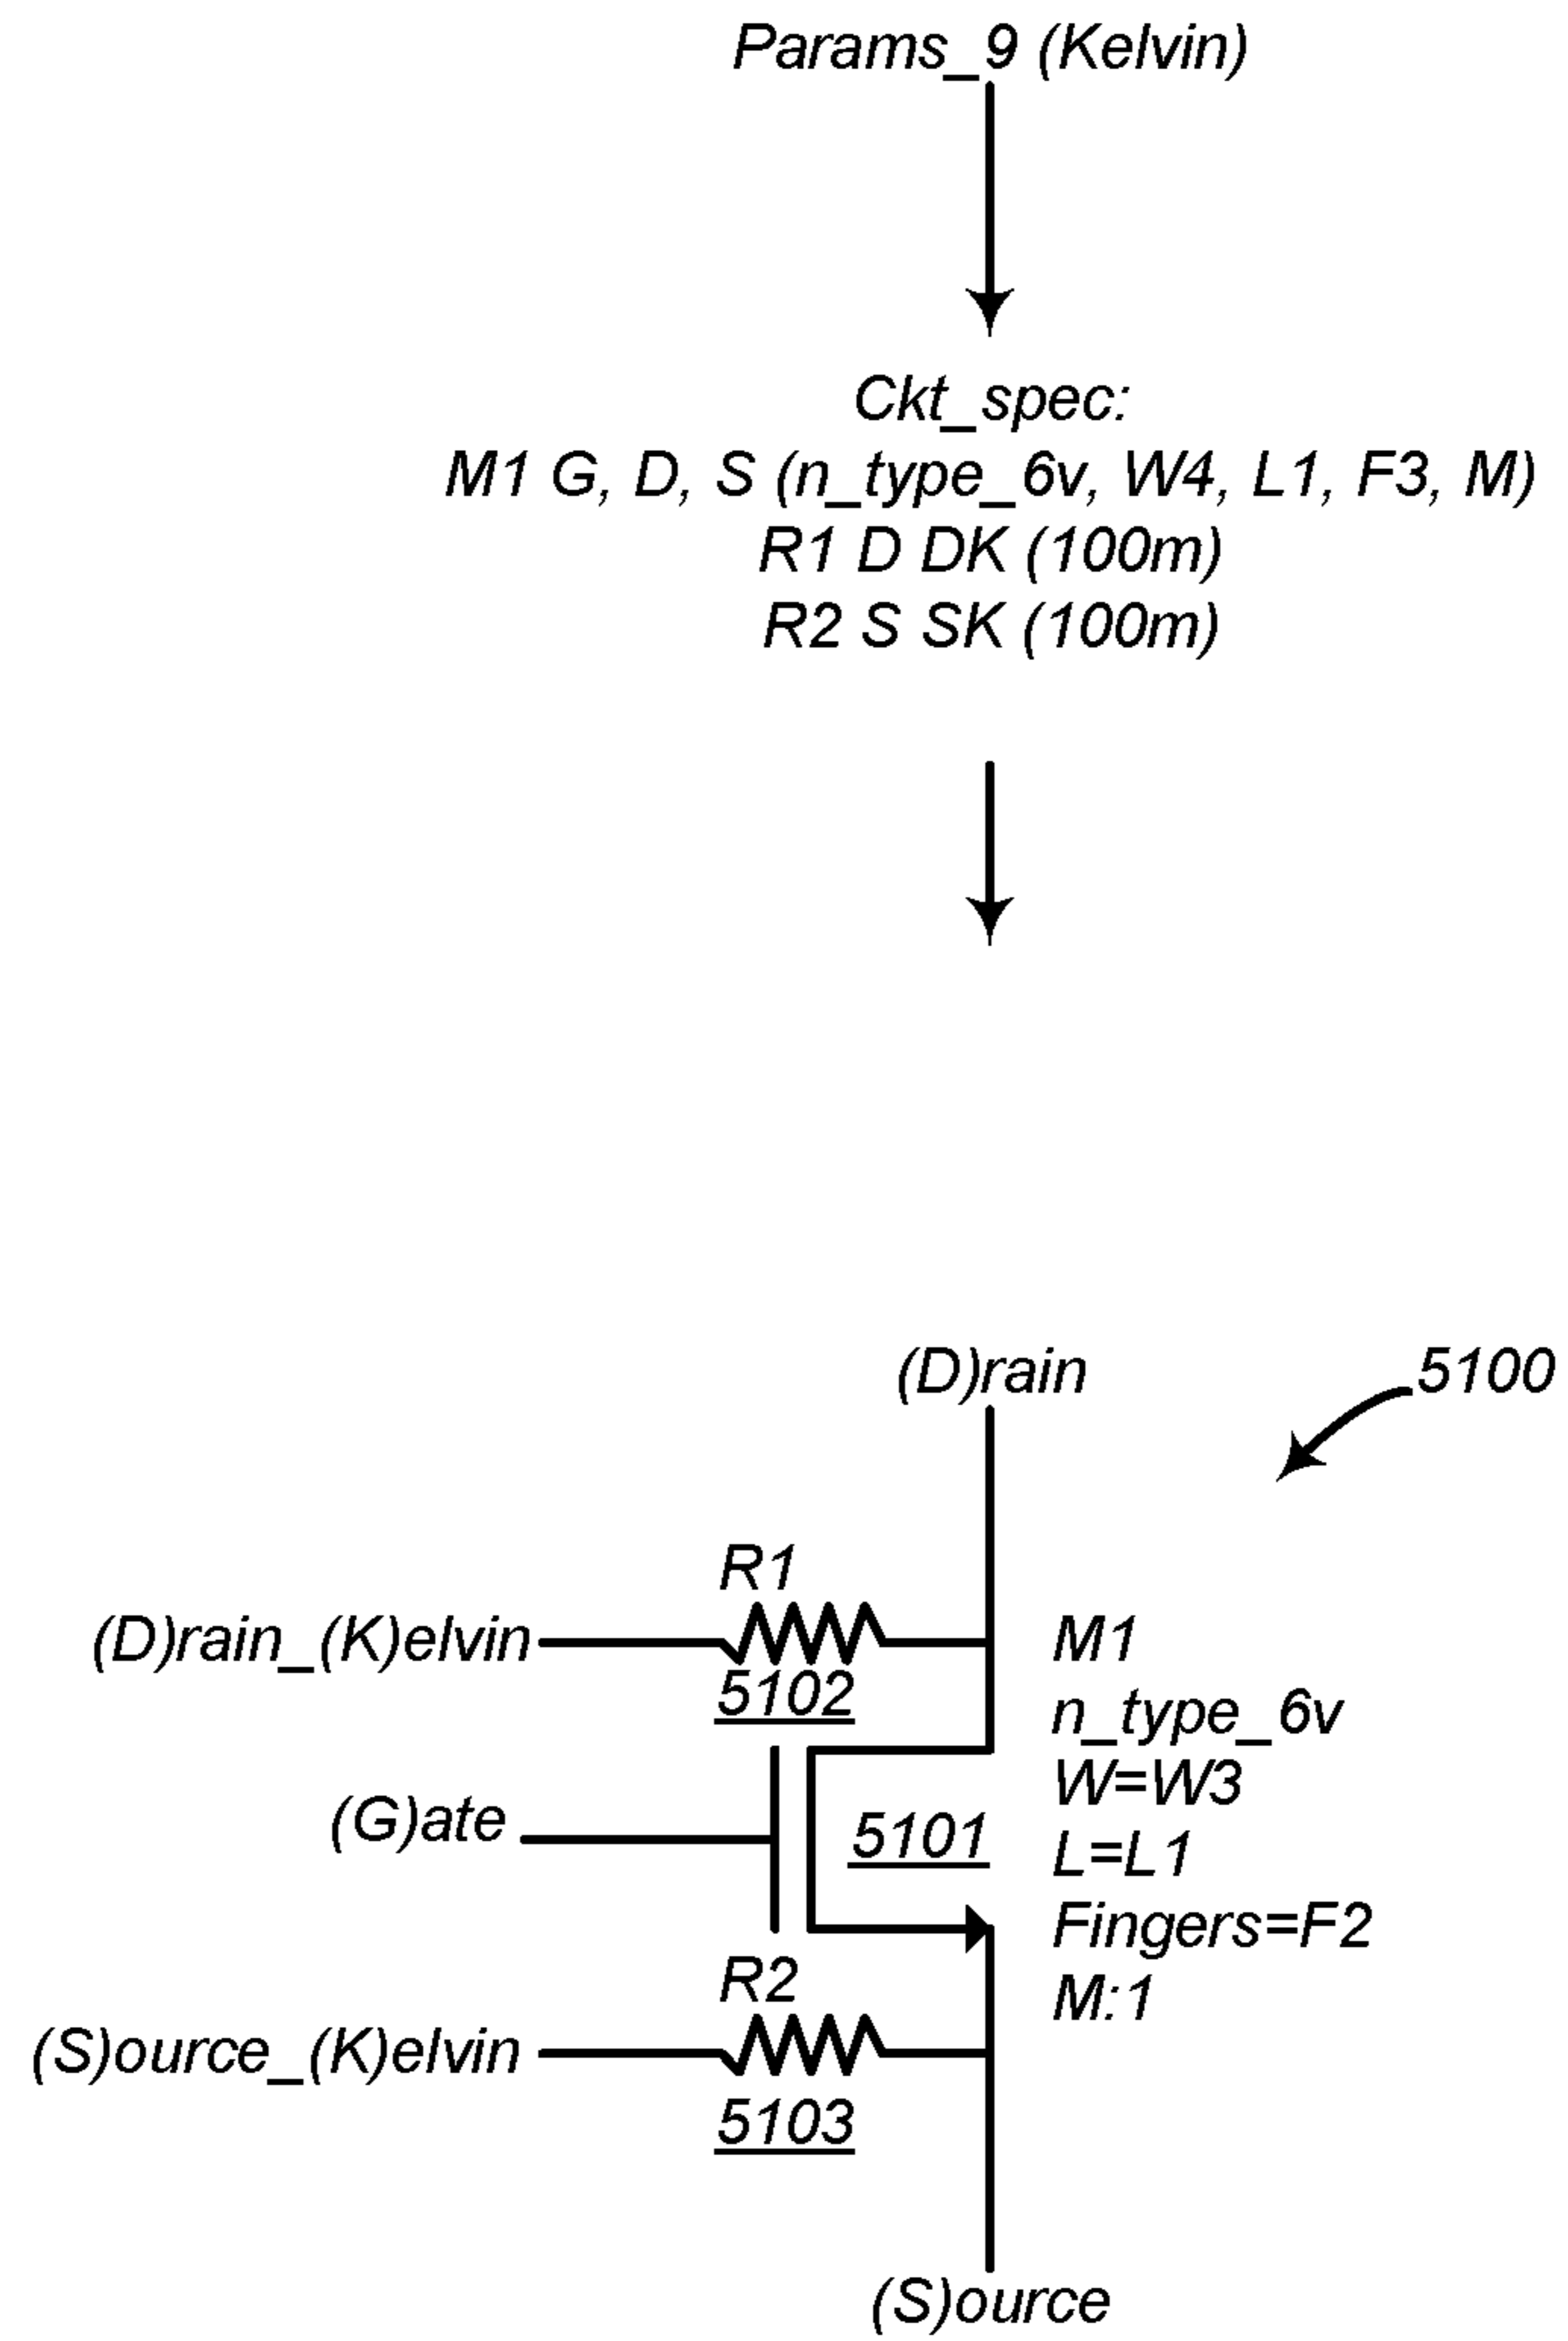 Params_9 (Kelvin)
Ckt_spec:
M1 G, D, S (n_type_6v, W4, L1, F3, M)
R1 D DK (100m)
R2 S SK (100m)
(D)rain
5100
R1
(D)rain_(K)elvin
5102
M1
n_type_6v
W=W3
L=L1
Fingers=F2
M:1
(G)ate
5101
R2
(S)ource_(K)elvin
5103
(S)ource